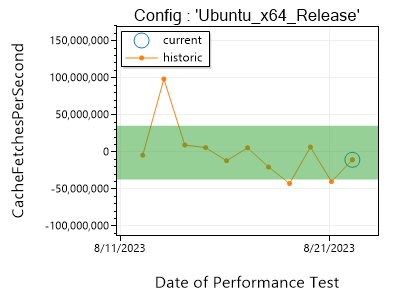 Config : 'Ubuntu_x64_Release'
CacheFetchesPerSecond
150,000,000
100,000,000
50,000,000
0
-50,000,000
-100,000,000
current
historic
8/11/2023
8/21/2023
Date of Performance Test